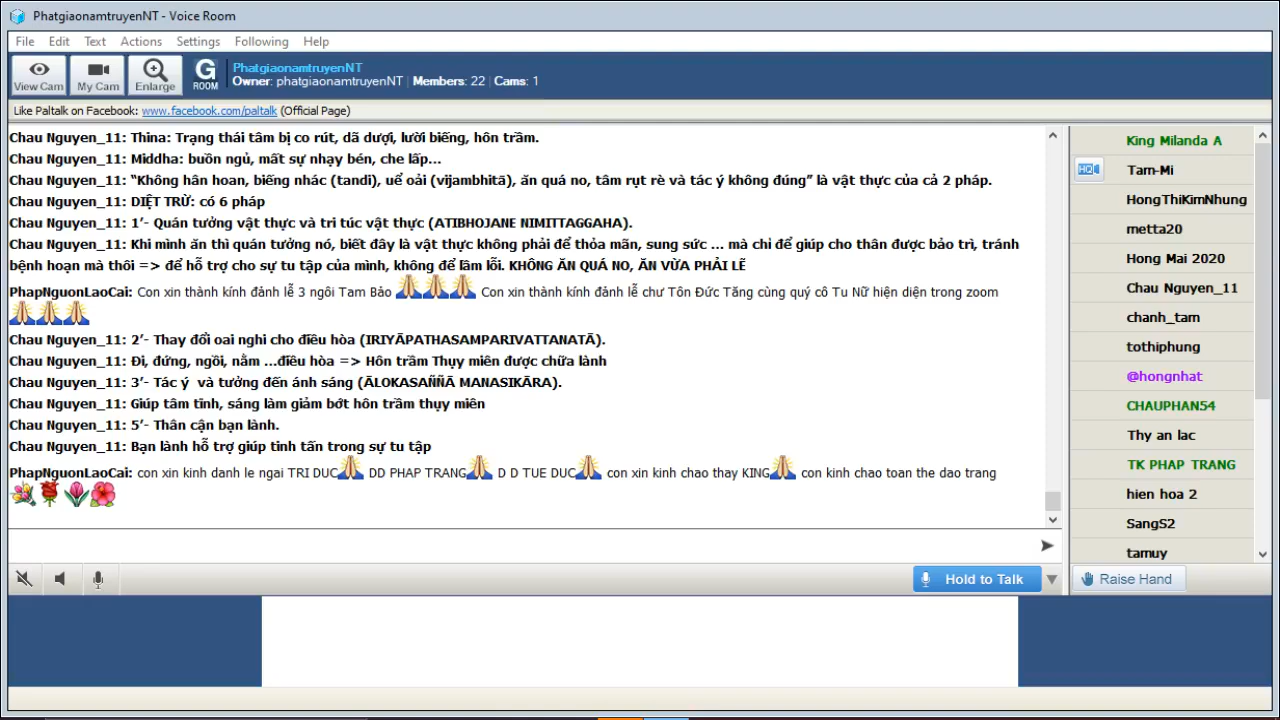 PhatgiaonamtruyenNT - Voice Room
File Edit Text Actions Settings Following Help
View Cam
My Cam
Enlarge
G
ROOM
PhatgiaonamtruyenNT
Owner: phatgiaonamtruyenNT | Members: 22 | Cams: 1
Like Paltalk on Facebook: www.facebook.com/paltalk (Official Page)
Chau Nguyen_11: Thina: Trạng thái tâm bị co rút, dã dượi, lười biếng, hôn trầm.
Chau Nguyen_11: Middha: buồn ngủ, mất sự nhạy bén, che lấp...
Chau Nguyen_11: “Không hân hoan, biếng nhác (tandi), uể oải (vijambhitā), ăn quá no, tâm rụt rè và tác ý không đúng” là vật thực của cả 2 pháp.
Chau Nguyen_11: DIỆT TRỪ: có 6 pháp
Chau Nguyen_11: 1’- Quán tưởng vật thực và tri túc vật thực (ATIBHOJANE NIMITTAGGAHA).
Chau Nguyen_11: Khi mình ăn thì quán tưởng nó, biết đây là vật thực không phải để thỏa mãn, sung sức ... mà chỉ để giúp cho thân được bảo trì, tránh
bệnh hoạn mà thôi => để hỗ trợ cho sự tu tập của mình, không để lầm lỗi. KHÔNG ĂN QUÁ NO, ĂN VỪA PHẢI LẼ
PhapNguonLaoCai: Con xin thành kính đảnh lễ 3 ngôi Tam Bảo 🙏🙏🙏 Con xin thành kính đảnh lễ chư Tôn Đức Tăng cùng quý cô Tu Nữ hiện diện trong zoom
🙏🙏🙏
Chau Nguyen_11: 2’- Thay đổi oai nghi cho điều hòa (IRIYĀPATHASAMPARIVATTANATĀ).
Chau Nguyen_11: Đi, đứng, ngồi, nằm ...điều hòa => Hôn trầm Thụy miên được chữa lành
Chau Nguyen_11: 3’- Tác ý và tưởng đến ánh sáng (ĀLOKASAÑÑĀ MANASIKĀRA).
Chau Nguyen_11: Giúp tâm tĩnh, sáng làm giảm bớt hôn trầm thụy miên
Chau Nguyen_11: 5’- Thân cận bạn lành.
Chau Nguyen_11: Bạn lành hỗ trợ giúp tinh tấn trong sự tu tập
PhapNguonLaoCai: con xin kinh danh le ngai TRI DUC🙏 DD PHAP TRANG🙏 D D TUE DUC🙏 con xin kinh chao thay KING🙏 con kinh chao toan the dao trang
💐🌹🌷🌺
King Milanda A
HQ
Tam-Mi
HongThiKimNhung
metta20
Hong Mai 2020
Chau Nguyen_11
chanh_tam
tothiphung
@hongnhat
CHAUPHAN54
Thy an lac
TK PHAP TRANG
hien hoa 2
SangS2
tamuy
Hold to Talk
Raise Hand